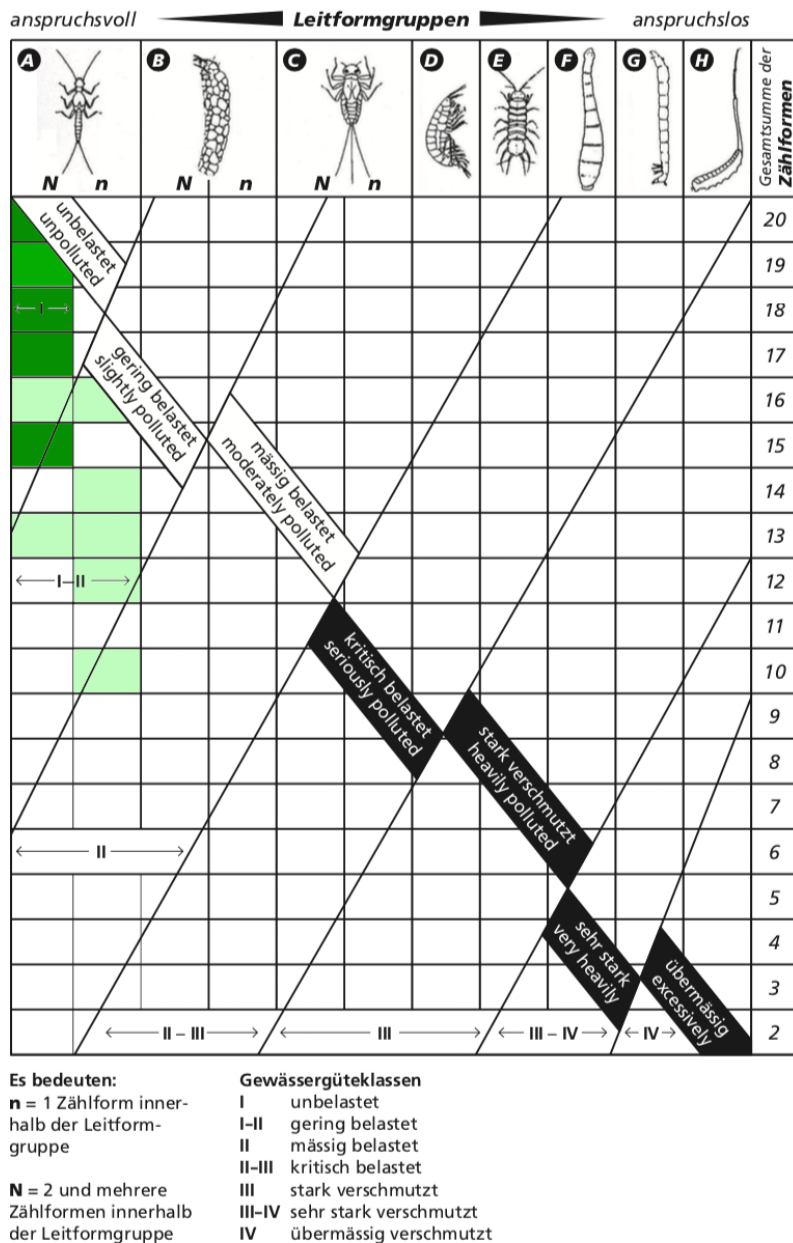 anspruchsvoll Leitformgruppen anspruchslos
A B C D E F G H
Gesamtsumme der
Zählformen
N n N n N n
unbelastet
unpolluted
20
19
I
18
gering belastet
slightly polluted
17
16
mässig belastet
moderately polluted
15
14
13
I–II
12
kritisch belastet
seriously polluted
11
10
stark verschmutzt
heavily polluted
9
8
7
II
6
sehr stark
very heavily
5
4
übermässig
excessively
3
II – III III III – IV IV
2
Es bedeuten:
n = 1 Zählform inner-
halb der Leitform-
gruppe
N = 2 und mehrere
Zählformen innerhalb
der Leitformgruppe
Gewässergüteklassen
I unbelastet
I–II gering belastet
II mässig belastet
II–III kritisch belastet
III stark verschmutzt
III–IV sehr stark verschmutzt
IV übermässig verschmutzt